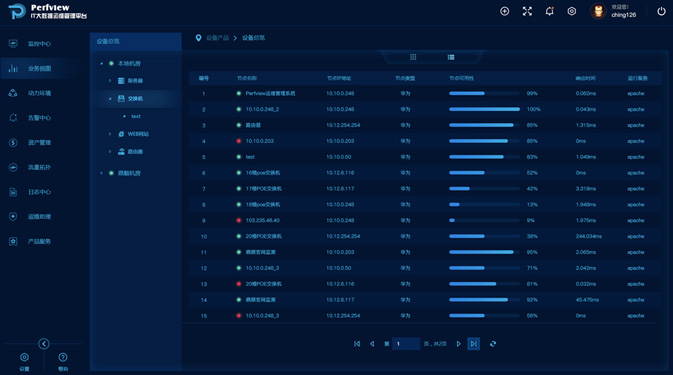 Perfview
IT大数据运维管理平台
欢迎您!
ching126
监控中心
业务视图
动力环境
告警中心
资产管理
流量拓扑
日志中心
运维助理
产品服务
设置
帮助
设备信息
本地机房
服务器
交换机
text
WEB网站
路由器
鼎鼎机房
设备产品 > 设备信息
编号 节点名称 节点IP地址 节点类型 节点可用性 响应时间 运行服务
1 Perfview运维管理系统 10.10.0.248 华为 99% 0.062ms apache
2 10.10.0.248_2 10.10.0.246 华为 100% 0.043ms apache
3 路由器 10.12.254.254 华为 85% 1.315ms apache
4 10.10.0.203 10.10.0.203 华为 85% 0ms apache
5 test 10.10.0.50 华为 83% 1.049ms apache
6 16楼poe交换机 10.12.6.116 华为 52% 0ms apache
7 17楼POE交换机 10.12.6.117 华为 42% 3.318ms apache
8 18楼poe交换机 10.10.0.248 华为 13% 1.948ms apache
9 103.235.46.40 10.10.0.246 华为 9% 1.975ms apache
10 20楼POE交换机 10.12.254.254 华为 39% 244.034ms apache
11 官网监测 10.10.0.203 华为 95% 2.065ms apache
12 10.10.0.248_3 10.10.0.50 华为 71% 2.042ms apache
13 20楼POE交换机 10.12.6.116 华为 61% 0.032ms apache
14 官网监测 10.12.6.117 华为 92% 45.475ms apache
15 10.10.0.248_3 10.12.254.254 华为 56% 0ms apache
第 1 页，共2页